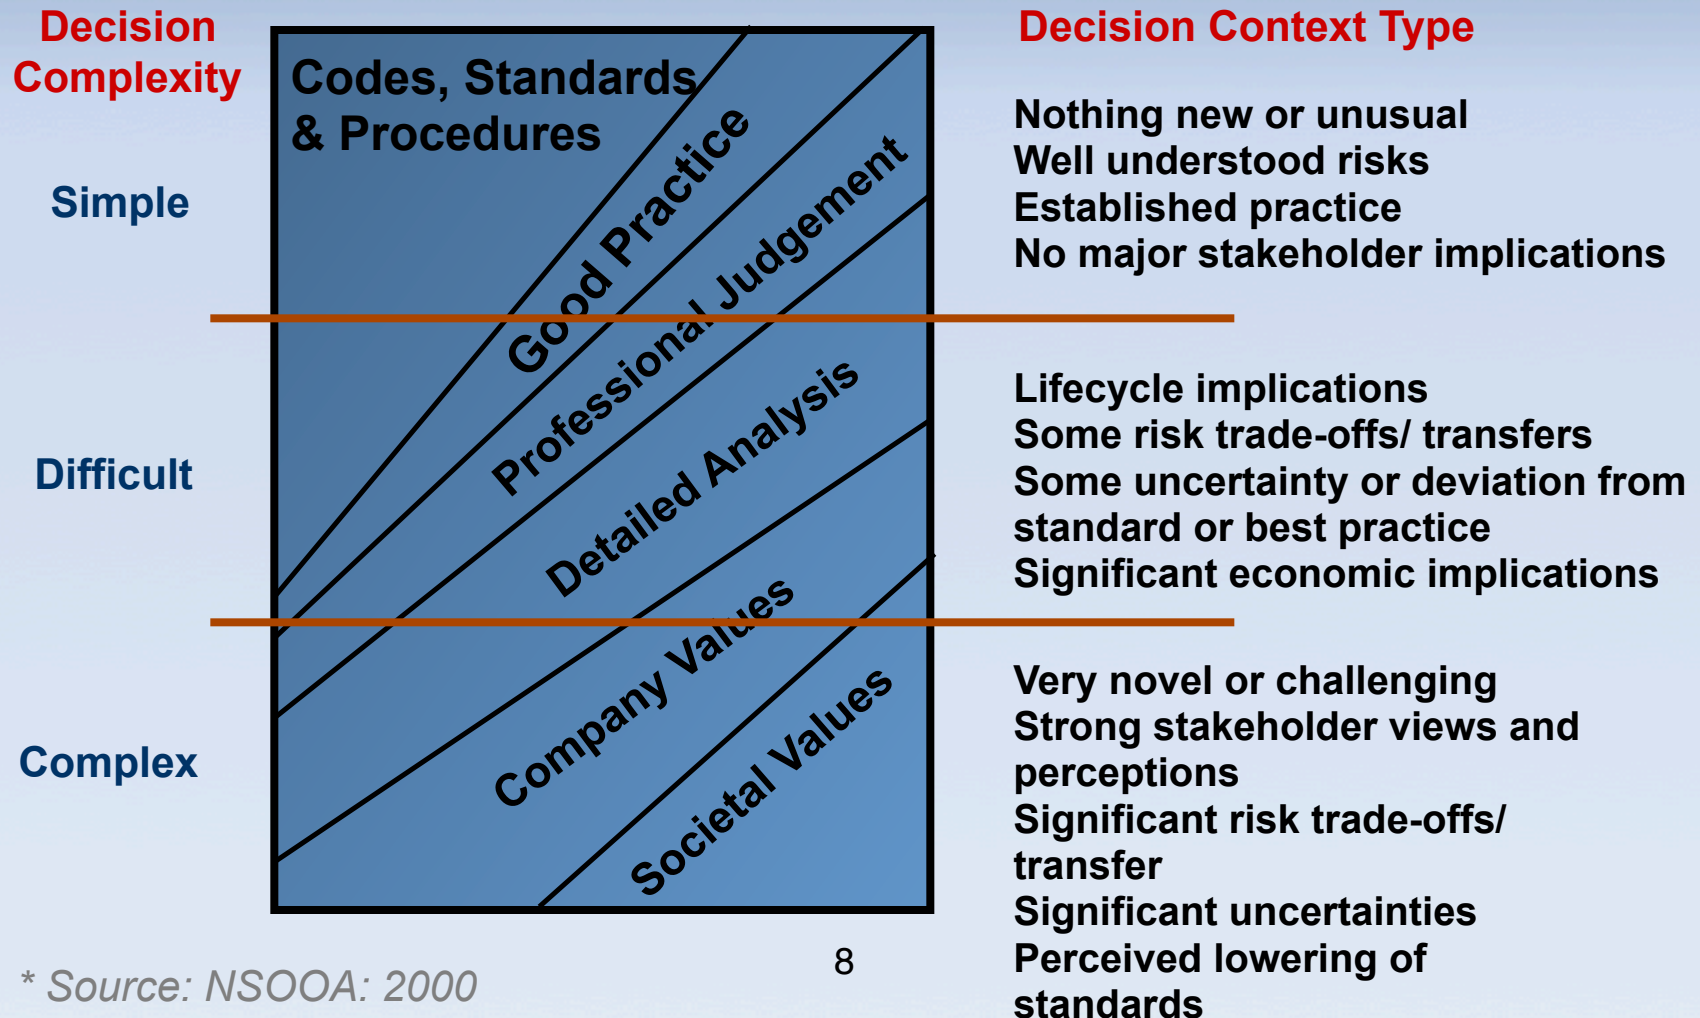 Decision
Complexity
Decision Context Type
Codes, Standards
& Procedures
Good Practice
Professional Judgement
Detailed Analysis
Company Values
Societal Values
Simple
Nothing new or unusual
Well understood risks
Established practice
No major stakeholder implications
Difficult
Lifecycle implications
Some risk trade-offs/ transfers
Some uncertainty or deviation from
standard or best practice
Significant economic implications
Complex
Very novel or challenging
Strong stakeholder views and
perceptions
Significant risk trade-offs/
transfer
Significant uncertainties
Perceived lowering of
standards
8
* Source: NSOOA: 2000